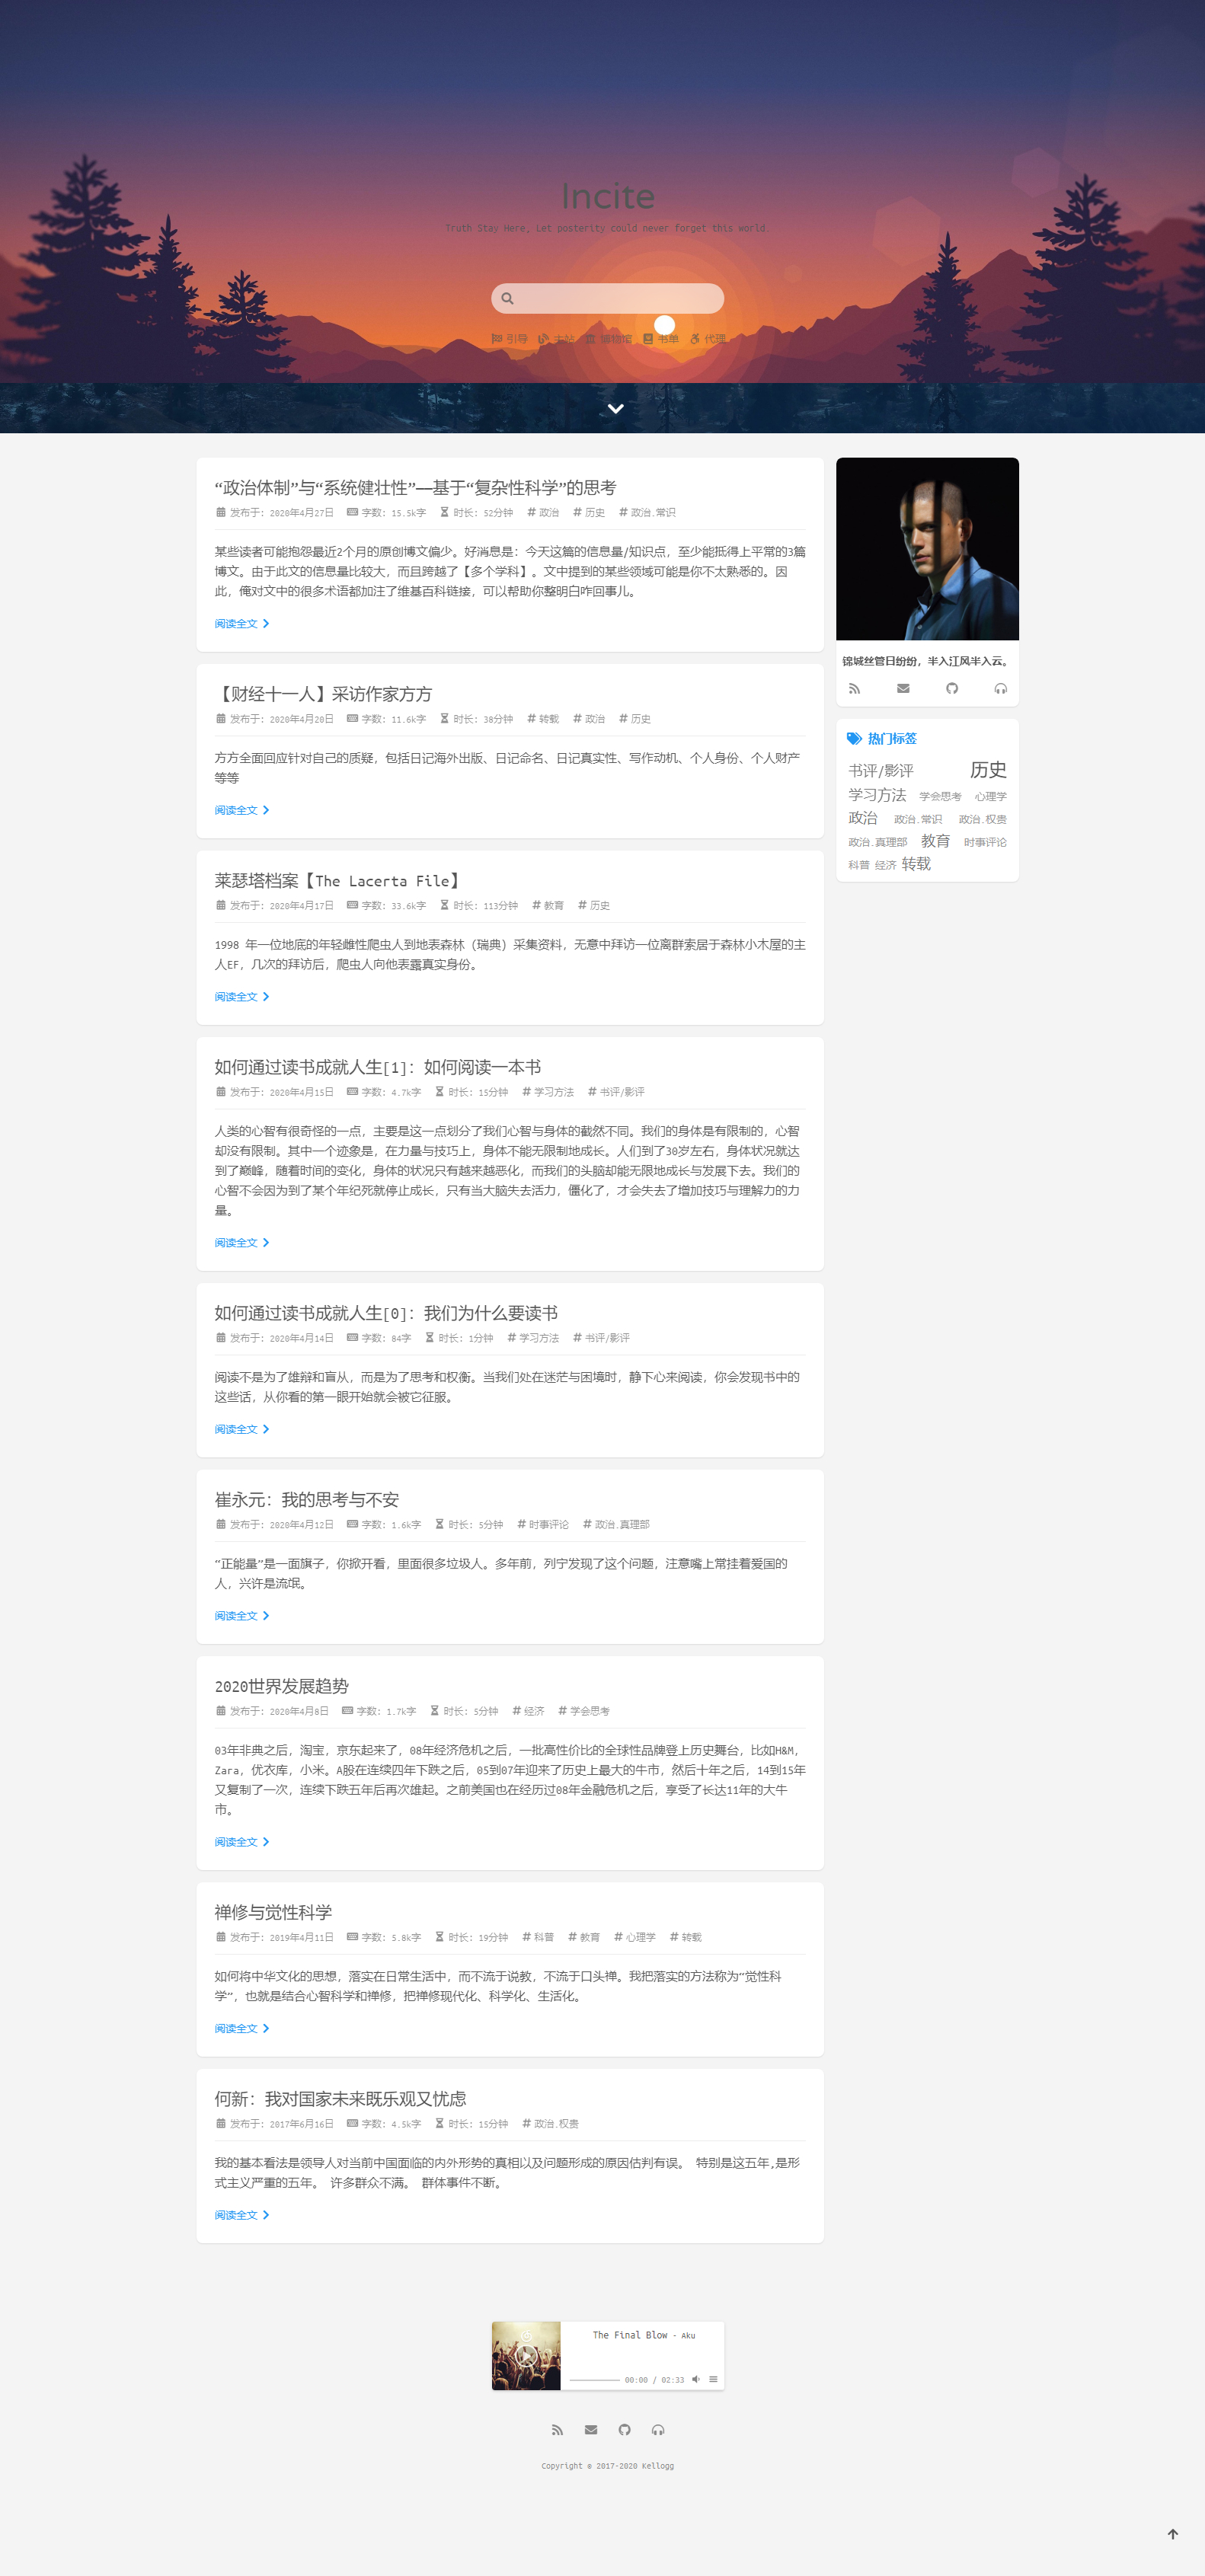 Incite
Truth Stay Here, Let posterity could never forget this world.
引导 主站 博物馆 书单 代理
“政治体制”与“系统健壮性”——基于“复杂性科学”的思考
发布于: 2020年4月27日 字数: 15.5k字 时长: 52分钟 # 政治 # 历史 # 政治.常识
某些读者可能抱怨最近2个月的原创博文偏少。好消息是：今天这篇的信息量/知识点，至少能抵得上平常的3篇
博文。由于此文的信息量比较大，而且跨越了【多个学科】。文中提到的某些领域可能是你不太熟悉的。因
此，俺对文中的很多术语都加注了维基百科链接，可以帮助你整明白咋回事儿。
阅读全文
锦城丝管日纷纷，半入江风半入云。
热门标签
书评/影评 历史
学习方法 学会思考 心理学
政治 政治.常识 政治.权贵
政治.真理部 教育 时事评论
科普 经济 转载
【财经十一人】采访作家方方
发布于: 2020年4月20日 字数: 11.6k字 时长: 38分钟 # 转载 # 政治 # 历史
方方全面回应针对自己的质疑，包括日记海外出版、日记命名、日记真实性、写作动机、个人身份、个人财产
等等
阅读全文
莱瑟塔档案【The Lacerta File】
发布于: 2020年4月17日 字数: 33.6k字 时长: 113分钟 # 教育 # 历史
1998 年一位地底的年轻雌性爬虫人到地表森林（瑞典）采集资料，无意中拜访一位离群索居于森林小木屋的主
人EF，几次的拜访后，爬虫人向他表露真实身份。
阅读全文
如何通过读书成就人生[1]：如何阅读一本书
发布于: 2020年4月15日 字数: 4.7k字 时长: 15分钟 # 学习方法 # 书评/影评
人类的心智有很奇怪的一点，主要是这一点划分了我们心智与身体的截然不同。我们的身体是有限制的，心智
却没有限制。其中一个迹象是，在力量与技巧上，身体不能无限制地成长。人们到了30岁左右，身体状况就达
到了巅峰，随着时间的变化，身体的状况只有越来越恶化，而我们的头脑却能无限地成长与发展下去。我们的
心智不会因为到了某个年纪死就停止成长，只有当大脑失去活力，僵化了，才会失去了增加技巧与理解力的力
量。
阅读全文
如何通过读书成就人生[0]：我们为什么要读书
发布于: 2020年4月14日 字数: 84字 时长: 1分钟 # 学习方法 # 书评/影评
阅读不是为了雄辩和盲从，而是为了思考和权衡。当我们处在迷茫与困境时，静下心来阅读，你会发现书中的
这些话，从你看的第一眼开始就会被它征服。
阅读全文
崔永元：我的思考与不安
发布于: 2020年4月12日 字数: 1.6k字 时长: 5分钟 # 时事评论 # 政治.真理部
“正能量”是一面旗子，你掀开看，里面很多垃圾人。多年前，列宁发现了这个问题，注意嘴上常挂着爱国的
人，兴许是流氓。
阅读全文
2020世界发展趋势
发布于: 2020年4月8日 字数: 1.7k字 时长: 5分钟 # 经济 # 学会思考
03年非典之后，淘宝，京东起来了，08年经济危机之后，一批高性价比的全球性品牌登上历史舞台，比如H&M，
Zara，优衣库，小米。A股在连续四年下跌之后，05到07年迎来了历史上最大的牛市，然后十年之后，14到15年
又复制了一次，连续下跌五年后再次雄起。之前美国也在经历过08年金融危机之后，享受了长达11年的大牛
市。
阅读全文
禅修与觉性科学
发布于: 2019年4月11日 字数: 5.8k字 时长: 19分钟 # 科普 # 教育 # 心理学 # 转载
如何将中华文化的思想，落实在日常生活中，而不流于说教，不流于口头禅。我把落实的方法称为“觉性科
学”，也就是结合心智科学和禅修，把禅修现代化、科学化、生活化。
阅读全文
何新：我对国家未来既乐观又忧虑
发布于: 2017年6月16日 字数: 4.5k字 时长: 15分钟 # 政治.权贵
我的基本看法是领导人对当前中国面临的内外形势的真相以及问题形成的原因估判有误。 特别是这五年,是形
式主义严重的五年。 许多群众不满。 群体事件不断。
阅读全文
The Final Blow - Aku
00:00 / 02:33
Copyright © 2017-2020 Kellogg